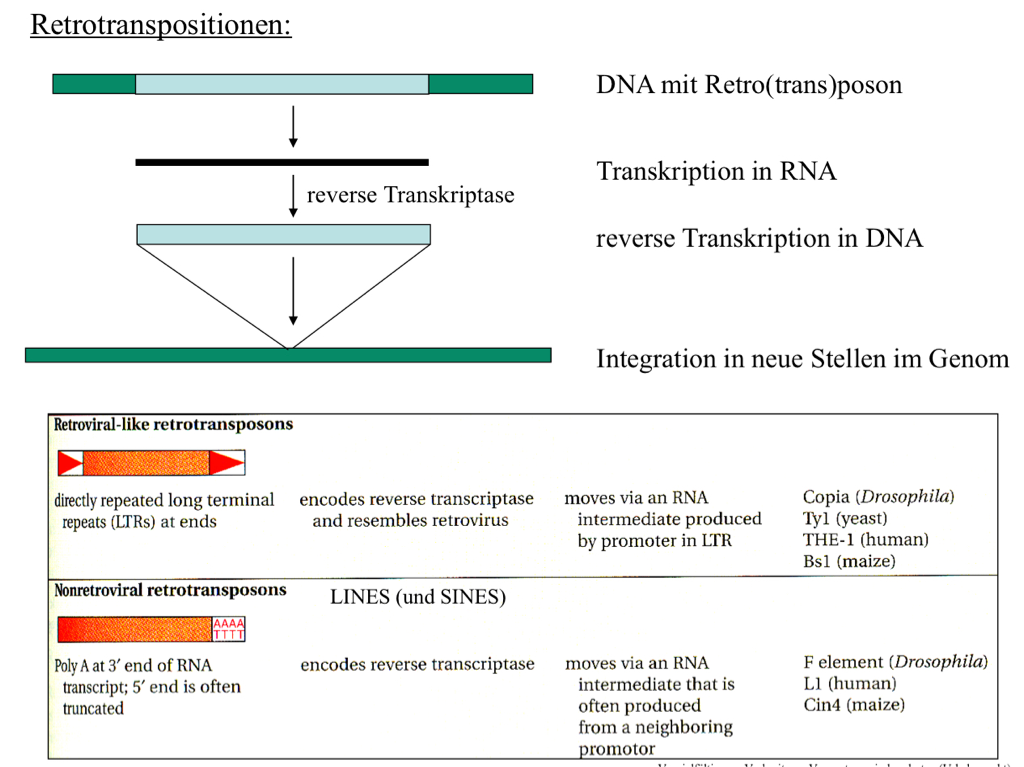 Retrotranspositionen:
DNA mit Retro(trans)poson
Transkription in RNA
reverse Transkriptase
reverse Transkription in DNA
Integration in neue Stellen im Genom
Retroviral-like retrotransposons
directly repeated long terminal
repeats (LTRs) at ends
encodes reverse transcriptase
and resembles retrovirus
moves via an RNA
intermediate produced
by promoter in LTR
Copia (Drosophila)
Ty1 (yeast)
THE-1 (human)
Bs1 (maize)
Nonretroviral retrotransposons
LINES (und SINES)
AAAA
TTTT
Poly A at 3′ end of RNA
transcript; 5′ end is often
truncated
encodes reverse transcriptase
moves via an RNA
intermediate that is
often produced
from a neighboring
promotor
F element (Drosophila)
L1 (human)
Cin4 (maize)